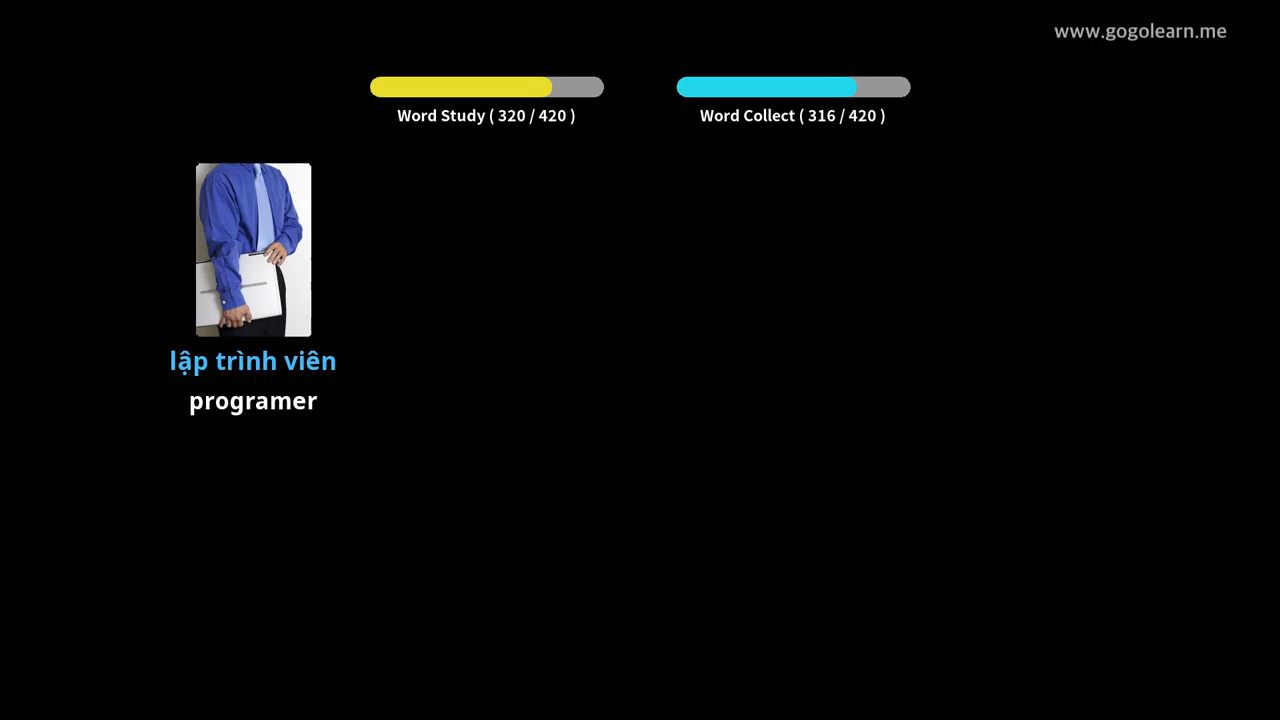 www.gogolearn.me
Word Study ( 320 / 420 )
Word Collect ( 316 / 420 )
lập trình viên
programer